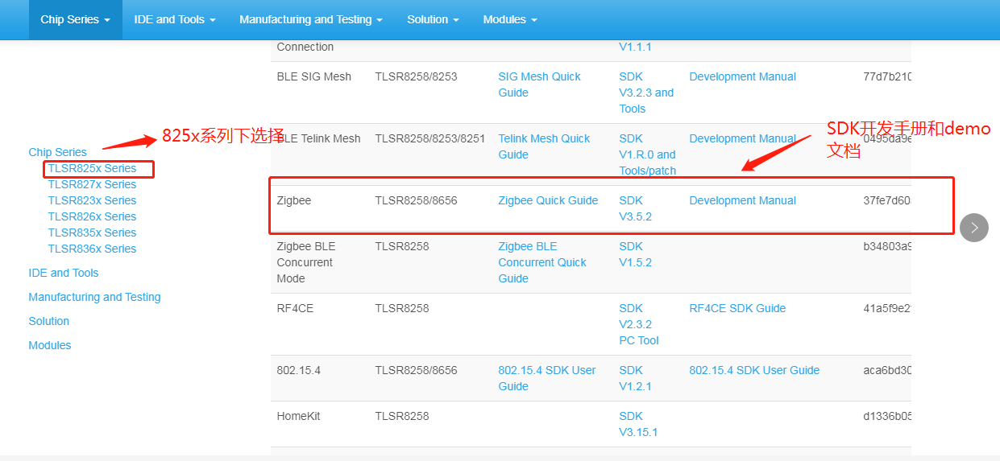 Chip Series IDE and Tools Manufacturing and Testing Solution Modules
Connection V1.1.1
BLE SIG Mesh TLSR8258/8253 SIG Mesh Quick SDK Development Manual 77d7b210
Guide V3.2.3 and
Tools
825x系列下选择
SDK开发手册和demo
文档
BLE Telink Mesh TLSR8258/8253/8251 Telink Mesh Quick SDK Development Manual 0495da9e
Guide V1.R.0 and
Tools/patch
Chip Series
TLSR825x Series
TLSR827x Series
TLSR823x Series
TLSR826x Series
TLSR835x Series
TLSR836x Series
IDE and Tools
Manufacturing and Testing
Solution
Modules
Zigbee TLSR8258/8656 Zigbee Quick Guide SDK Development Manual 37fe7d60
V3.5.2
Zigbee BLE TLSR8258 Zigbee BLE SDK b34803a9
Concurrent Concurrent Quick V1.5.2
Mode Guide
RF4CE TLSR8258 SDK RF4CE SDK Guide 41a5f9e2
V2.3.2
PC Tool
802.15.4 TLSR8258/8656 802.15.4 SDK User SDK 802.15.4 SDK User Guide aca6bd30
Guide V1.2.1
HomeKit TLSR8258 SDK d1336b05
V3.15.1